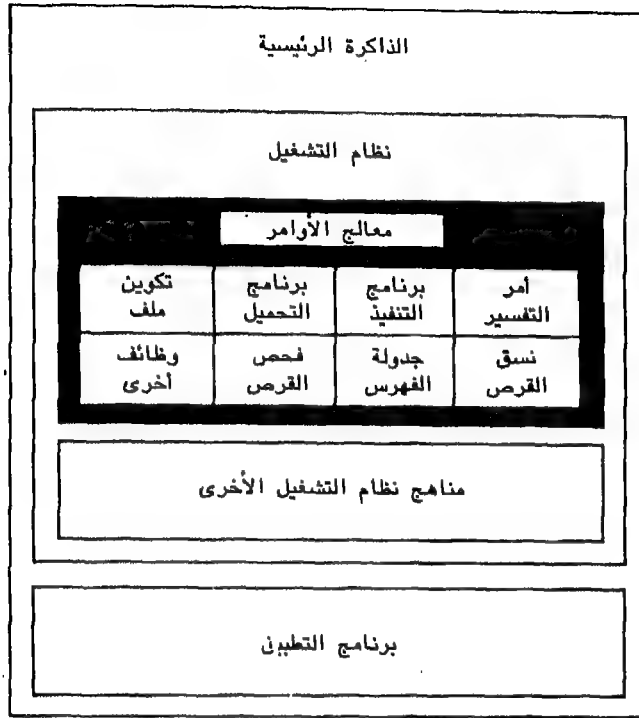 الذاكرة الرئيسية
نظام التشغيل
معالج الأوامر
أمر التفسير
برنامج التنفيذ
برنامج التحميل
تكوين ملف
نسق القرص
جدولة الفهرس
فحص القرص
وظائف أخرى
مناهج نظام التشغيل الأخرى
برنامج التطبيق